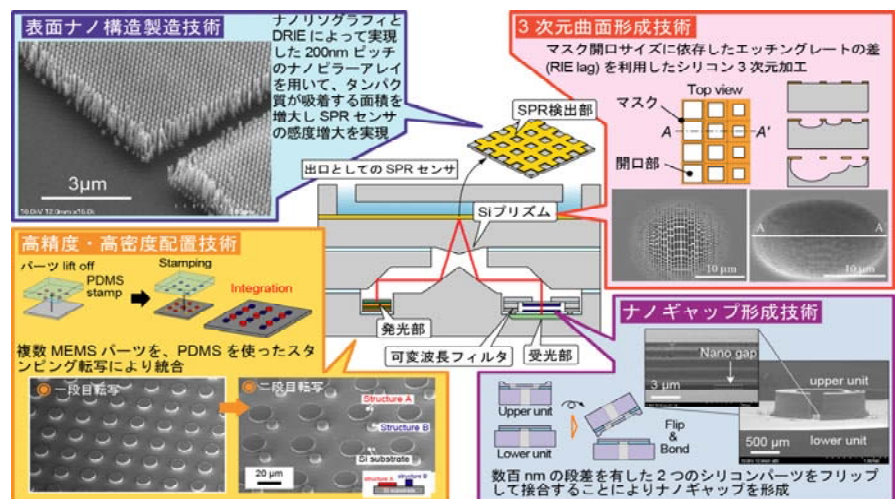 表面ナノ構造製造技術
ナノリソグラフィと
DRIEによって実現
した200nmピッチ
のナノピラーアレイ
を用いて、タンパク
質が吸着する面積を
増大しSPRセンサ
の感度増大を実現
3μm
SPR検出部
出口としてのSPRセンサ
Siプリズム
発光部
可変波長フィルタ
受光部
3次元曲面形成技術
マスク開口サイズに依存したエッチングレートの差
(RIE lag)を利用したシリコン3次元加工
Top view
マスク
A
A'
開口部
10 μm
A
A
10 μm
高精度・高密度配置技術
パーツ lift off
Stamping
PDMS
stamp
Integration
複数MEMSパーツを、PDMSを使ったスタ
ンピング転写により統合
一段目転写
二段目転写
Structure A
Structure B
Si substrate
20 μm
ナノギャップ形成技術
Nano gap
3 μm
upper unit
lower unit
500 μm
Upper unit
Lower unit
Flip
&
Bond
数百nmの段差を有した2つのシリコンパーツをフリップ
して接合することによりナノギャップを形成